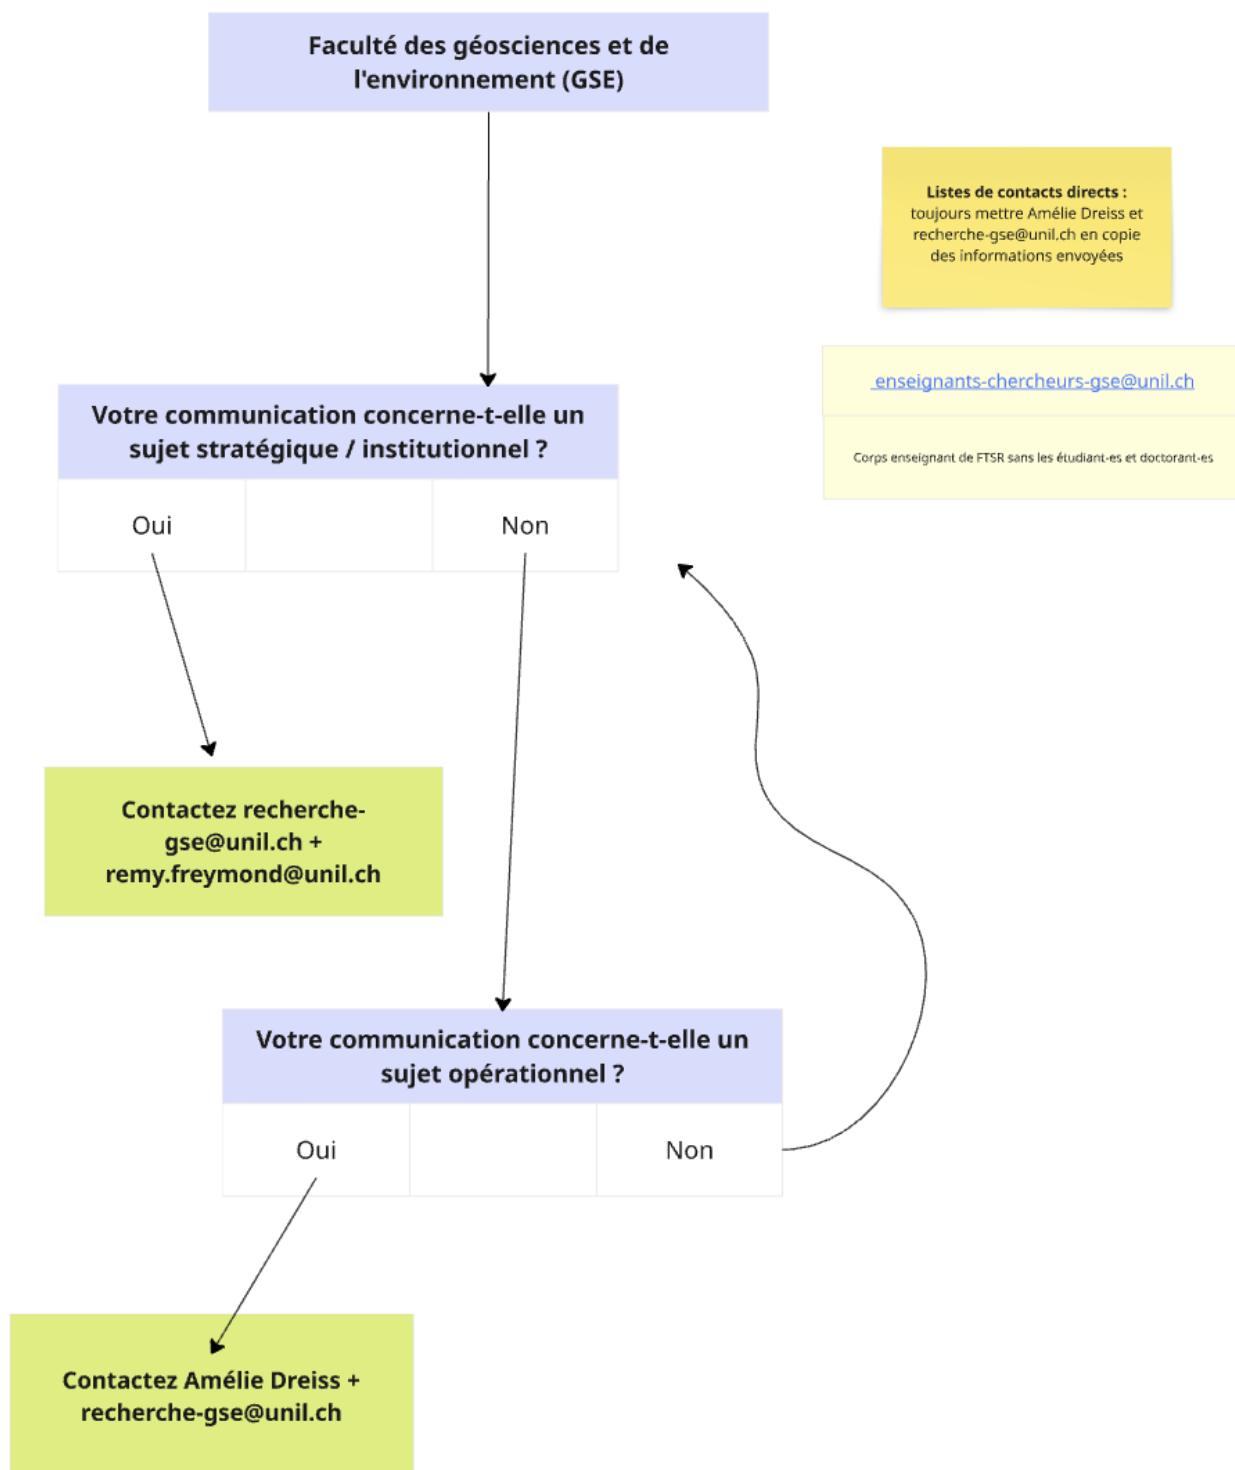 Faculté des géosciences et de
l'environnement (GSE)
Listes de contacts directs :
toujours mettre Amélie Dreiss et
recherche-gse@unil.ch en copie
des informations envoyées
enseignants-chercheurs-gse@unil.ch
Corps enseignant de FTSR sans les étudiant-es et doctorant-es
Votre communication concerne-t-elle un
sujet stratégique / institutionnel ?
Oui
Non
Contactez recherche-
gse@unil.ch +
remy.freymond@unil.ch
Votre communication concerne-t-elle un
sujet opérationnel ?
Oui
Non
Contactez Amélie Dreiss +
recherche-gse@unil.ch